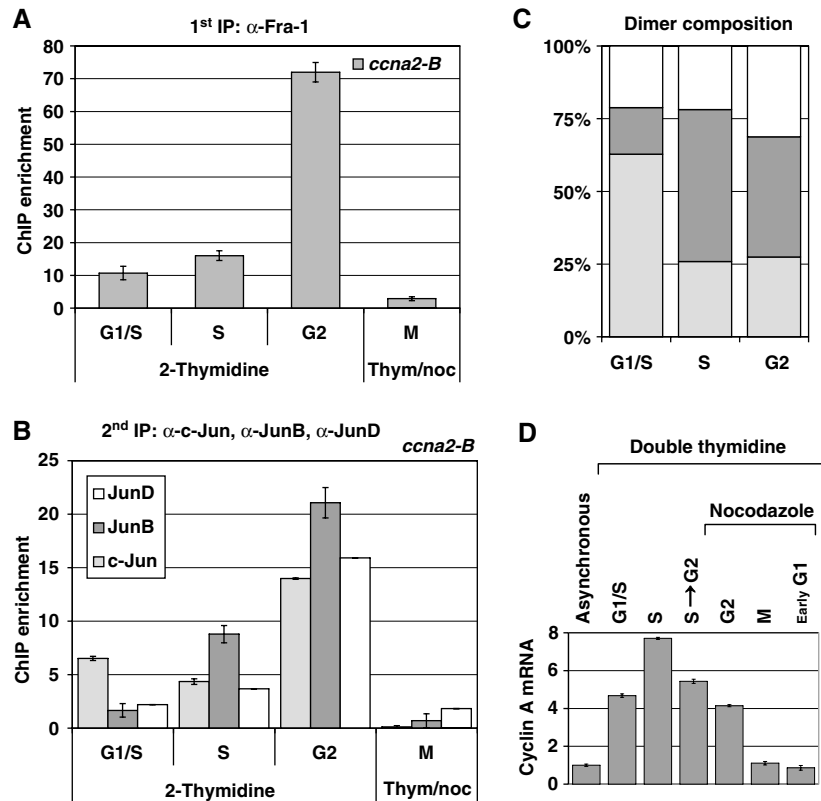 A
1st IP: α-Fra-1
ccna2-B
ChIP enrichment
80
70
60
50
40
30
20
10
0
G1/S S G2 M
2-Thymidine Thym/noc
B
2nd IP: α-c-Jun, α-JunB, α-JunD
ccna2-B
JunD
JunB
c-Jun
ChIP enrichment
25
20
15
10
5
0
G1/S S G2 M
2-Thymidine Thym/noc
C
Dimer composition
100%
75%
50%
25%
0%
G1/S S G2
D
Double thymidine
Nocodazole
Asynchronous
G1/S
S
S→G2
G2
M
Early G1
Cyclin A mRNA
8
6
4
2
0